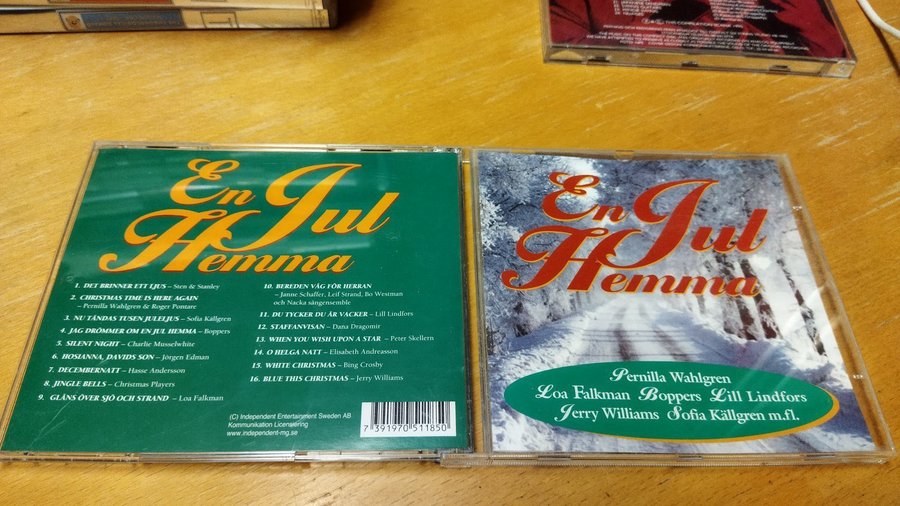 En Jul
Hemma
1. DET BRINNER ETT LJUS – Sten & Stanley
2. CHRISTMAS TIME IS HERE AGAIN
– Pernilla Wahlgren & Roger Pontare
3. NU TÄNDAS TUSEN JULELJUS – Sofia Källgren
4. JAG DRÖMMER OM EN JUL HEMMA – Boppers
5. SILENT NIGHT – Charlie Musselwhite
6. HOSIANNA, DAVIDS SON – Jörgen Edman
7. DECEMBERNATT – Hasse Andersson
8. JINGLE BELLS – Christmas Players
9. GLÄNS ÖVER SJÖ OCH STRAND – Loa Falkman
10. BEREDEN VÄG FÖR HERRAN
– Janne Schaffer, Leif Strand, Bo Westman
och Nacka sångensemble
11. DU TYCKER DU ÄR VACKER – Lill Lindfors
12. STAFFANVISAN – Dana Dragomir
13. WHEN YOU WISH UPON A STAR – Peter Skellern
14. O HELGA NATT – Elisabeth Andreasson
15. WHITE CHRISTMAS – Bing Crosby
16. BLUE THIS CHRISTMAS – Jerry Williams
(C) Independent Entertainment Sweden AB
Kommunikation Licensiering
www.independent-mg.se
7 391970 511850
En Jul
Hemma
Pernilla Wahlgren
Loa Falkman Boppers Lill Lindfors
Jerry Williams Sofia Källgren m.fl.